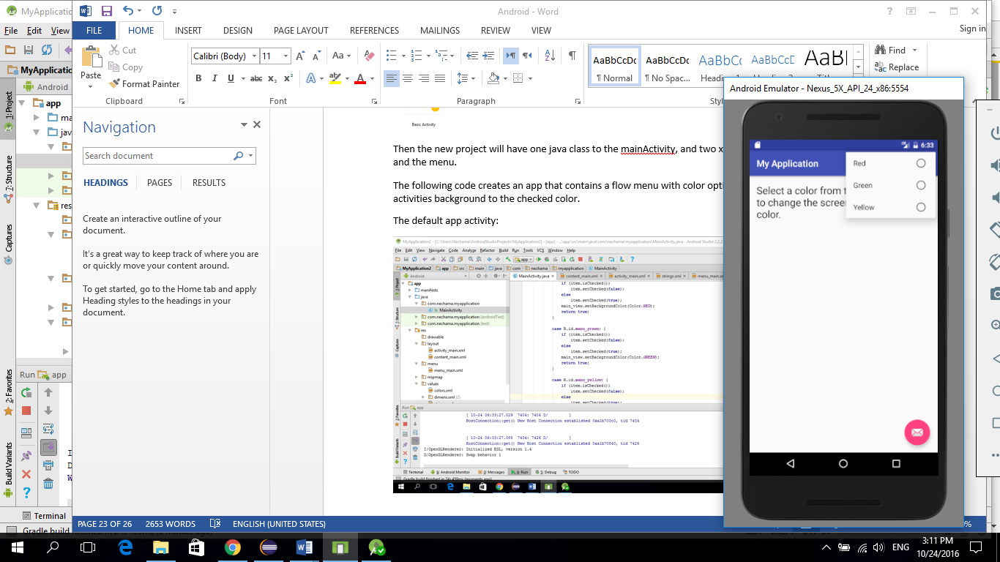 MyApplication
File Edit View
MyApplicatio
Android
app
ma
jav
res
1: Project
7: Structure
Captures
2: Favorites
Build Variants
Run app
Terminal
Gradle build finished in 24s 439ms (a minute ago)
Android - Word
Sign in
FILE HOME INSERT DESIGN PAGE LAYOUT REFERENCES MAILINGS REVIEW VIEW
Paste
Cut
Copy
Format Painter
Clipboard
Calibri (Body) 11
Font
Paragraph
AaBbCcDc AaBbCcDc AaBbCc AaBbCcD AaBl
¶ Normal ¶ No Spac... Heading 1 Heading 2 Title
Styl
Find
Replace
Navigation
Search document
HEADINGS PAGES RESULTS
Create an interactive outline of your
document.
It's a great way to keep track of where you are
or quickly move your content around.
To get started, go to the Home tab and apply
Heading styles to the headings in your
document.
Basic Activity
Then the new project will have one java class to the mainActivity, and two x
and the menu.
The following code creates an app that contains a flow menu with color opti
activities background to the checked color.
The default app activity:
MyApplication2 - [C:\Users\Nechama\AndroidStudioProjects\MyApplication2] - [app] - ...\app\src\main\java\com\nechama\myapplication\MainActivity.java - Android Studio 2.2.2
File Edit View Navigate Code Analyze Refactor Build Run Tools VCS Window Help
MyApplication2 app src main java com nechama myapplication MainActivity
Android
MainActivity.java content_main.xml activity_main.xml strings.xml menu_main.xml
app
manifests
java
com.nechama.myapplication
MainActivity
com.nechama.myapplication (androidTest)
com.nechama.myapplication (test)
res
drawable
layout
activity_main.xml
content_main.xml
menu
menu_main.xml
mipmap
values
colors.xml
dimens.xml (2)
if (item.isChecked())
item.setChecked(false);
else
item.setChecked(true);
main_view.setBackgroundColor(Color.RED);
return true;
}
case R.id.menu_green: {
if (item.isChecked())
item.setChecked(false);
else
item.setChecked(true);
main_view.setBackgroundColor(Color.GREEN);
return true;
}
case R.id.menu_yellow: {
if (item.isChecked())
item.setChecked(false);
else
item.setChecked(true);
Run app
[ 10-24 06:33:27.029 7404: 7404 D/ ]
HostConnection::get() New Host Connection established 0xa1b700c0, tid 7404
[ 10-24 06:33:27.085 7404: 7426 D/ ]
HostConnection::get() New Host Connection established 0xa1b70840, tid 7426
I/OpenGLRenderer: Initialized EGL, version 1.4
D/OpenGLRenderer: Swap behavior 1
Terminal 6: Android Monitor 0: Messages 4: Run 5: Debug TODO
Gradle build finished in 24s 439ms (moments ago)
Android Emulator - Nexus_5X_API_24_x86:5554
6:33
My Application
Red
Green
Yellow
Select a color from t
to change the scree
color.
PAGE 23 OF 26 2653 WORDS ENGLISH (UNITED STATES)
ENG
3:11 PM
10/24/2016